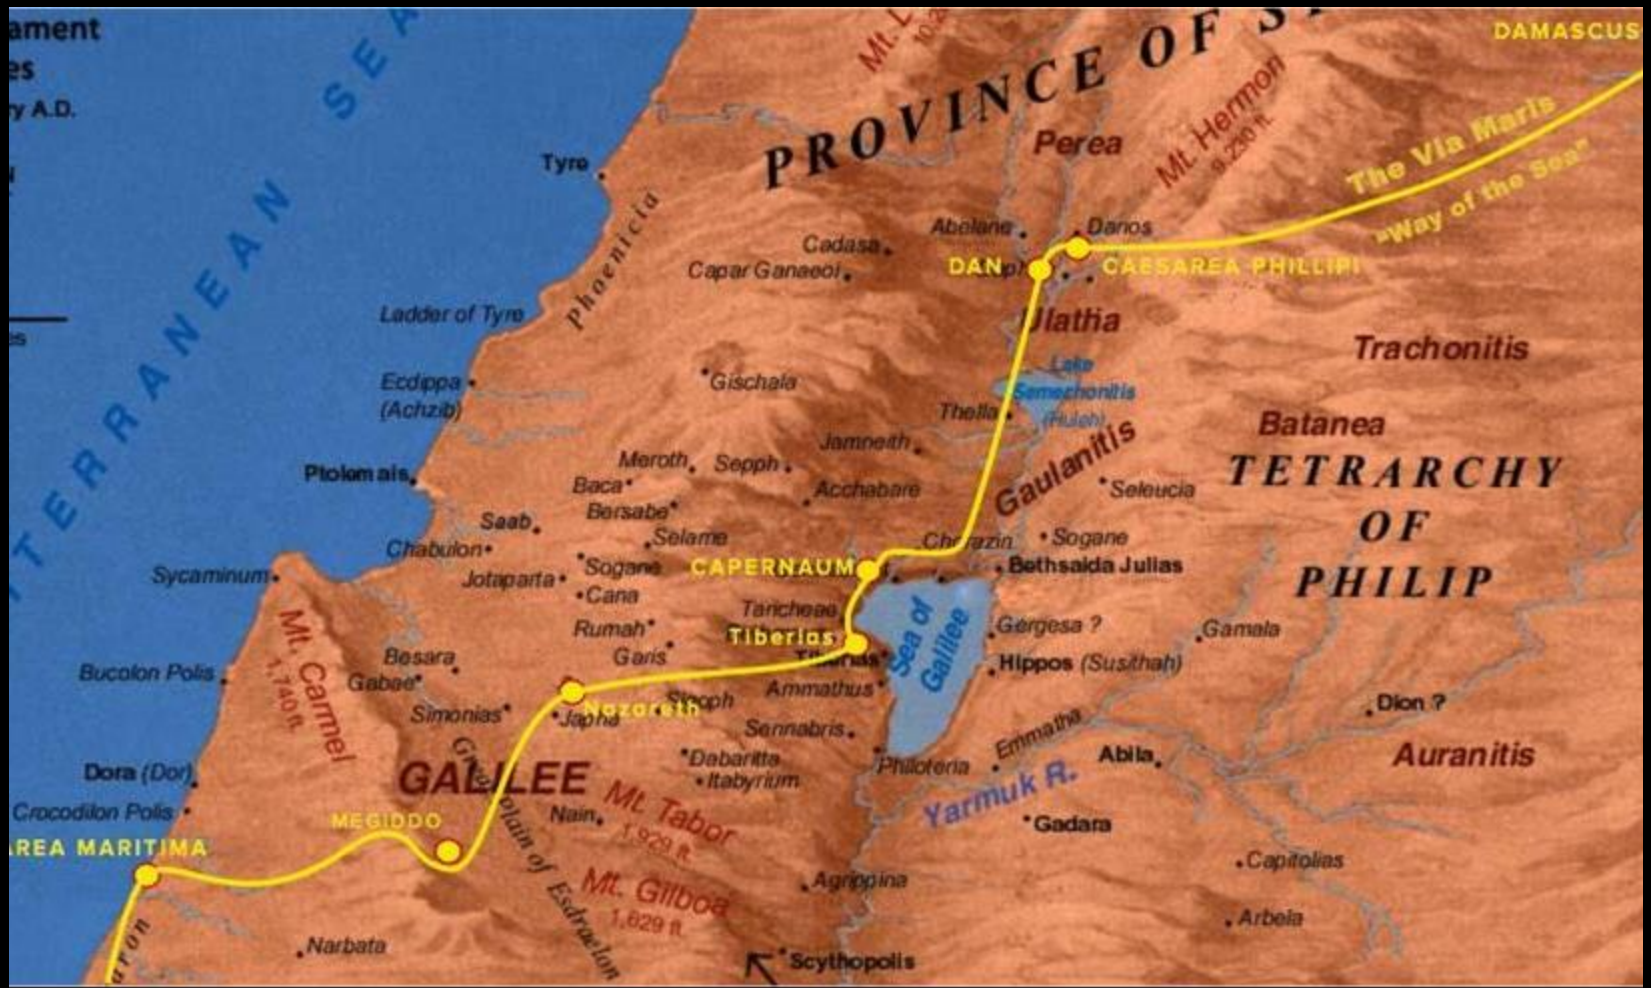 ament
es
ry A.D.
TERRANEAN SEA
PROVINCE OF
DAMASCUS
Mt. Hermon
9,230 ft.
Perea
The Via Maris
"Way of the Sea"
Tyre
Phoenicia
Abelane
Danos
Cadasa
Capar Ganaeoi
DAN
CAESAREA PHILLIPI
Ladder of Tyre
Ulatha
Trachonitis
Lake
Semechonitis
(Huleh)
Ecdippa
(Achzib)
Gischala
Thella
Batanea
Jamneith
Gaulanitis
TETRARCHY
OF
PHILIP
Ptolemais
Meroth
Sepph
Baca
Acchabare
Seleucia
Bersabe
Saab
Selame
Chabulon
Chorazin
Sogane
Sycaminum
Jotaparta
Sogane
CAPERNAUM
Bethsaida Julias
Cana
Taricheae
Sea of
Galilee
Mt. Carmel
1,740 ft.
Rumah
Tiberias
Gergesa ?
Gamala
Garis
Tiberias
Hippos (Susithah)
Bucolon Polis
Besara
Gabae
Ammathus
Simonias
Japha
Nazareth
Dion ?
Sennabris
Emmatha
Dabaritta
Itabyrium
Philoteria
Abila
Auranitis
Dora (Dor)
GALILEE
Great plain of Esdraelon
Mt. Tabor
1,929 ft.
Yarmuk R.
Crocodilon Polis
Nain
MEGIDDO
Gadara
AREA MARITIMA
Mt. Gilboa
1,629 ft.
Agrippina
Capitolias
Arbela
aron
Narbata
Scythopolis